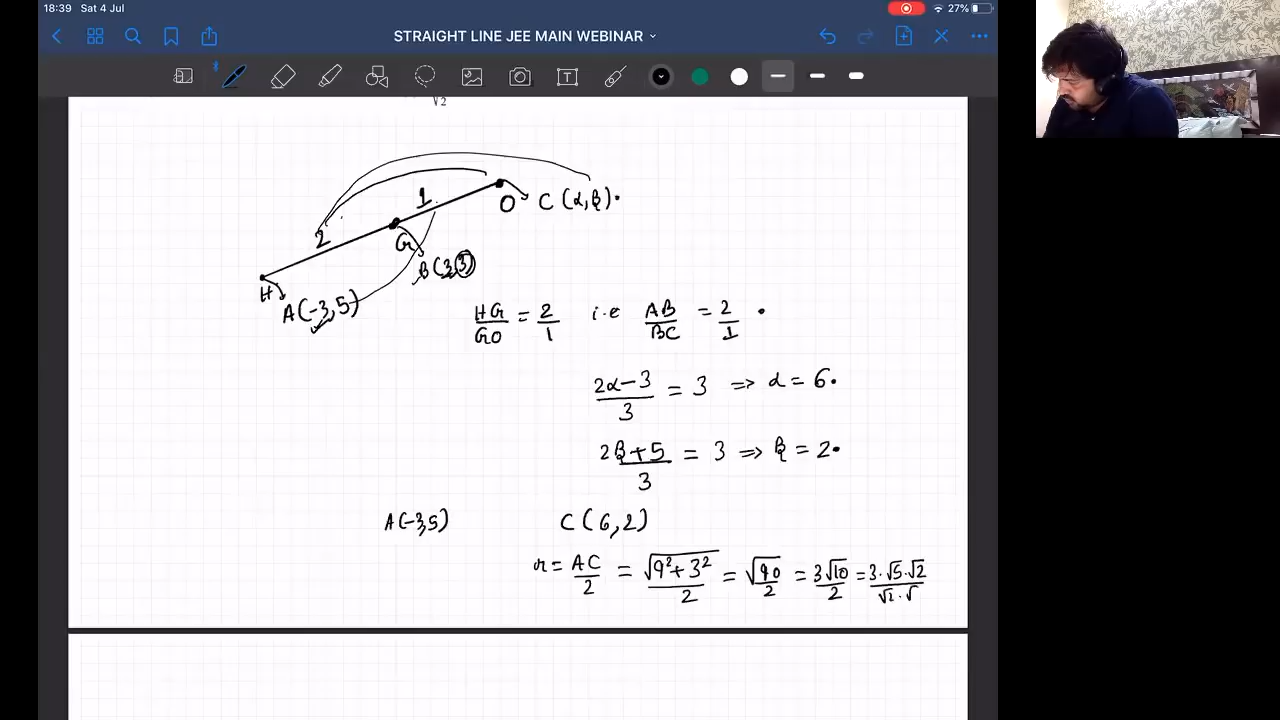 18:39 Sat 4 Jul
27%
STRAIGHT LINE JEE MAIN WEBINAR
T
√2
1
O C (α,β)
2
G
B(3,3)
H
A(-3,5)
HG/GO = 2/1 i.e AB/BC = 2/1
(2α-3)/3 = 3 ⇒ α = 6
(2β+5)/3 = 3 ⇒ β = 2
A(-3,5) C(6,2)
r = AC/2 = √(9²+3²)/2 = √90/2 = 3√10/2 = 3·√5·√2/√2·√